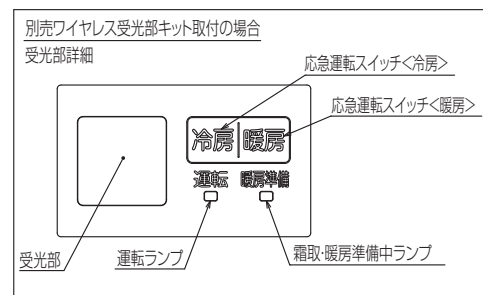 別売ワイヤレス受光部キット取付の場合
受光部詳細
応急運転スイッチ<冷房>
応急運転スイッチ<暖房>
冷房 暖房
運転 暖房準備
受光部
運転ランプ
霜取・暖房準備中ランプ